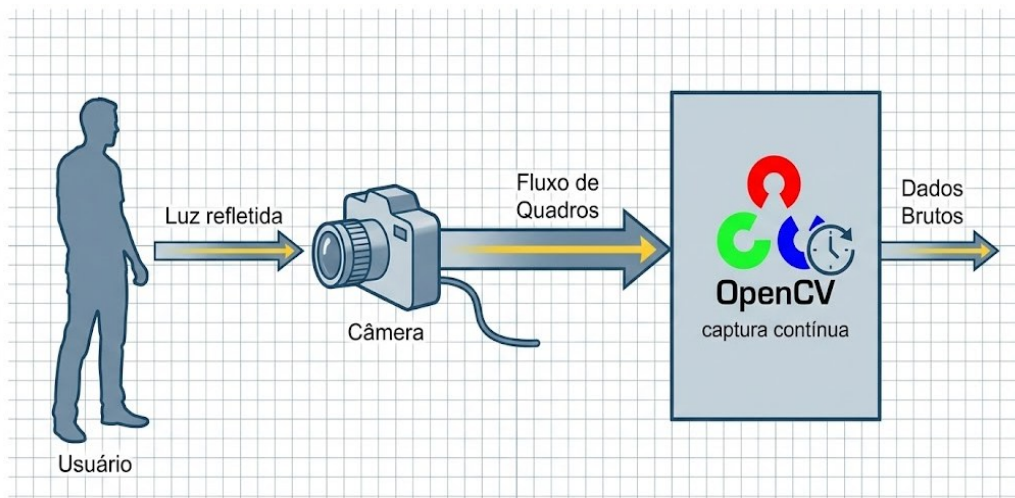 Usuário
Luz refletida
Câmera
Fluxo de
Quadros
OpenCV
captura contínua
Dados
Brutos